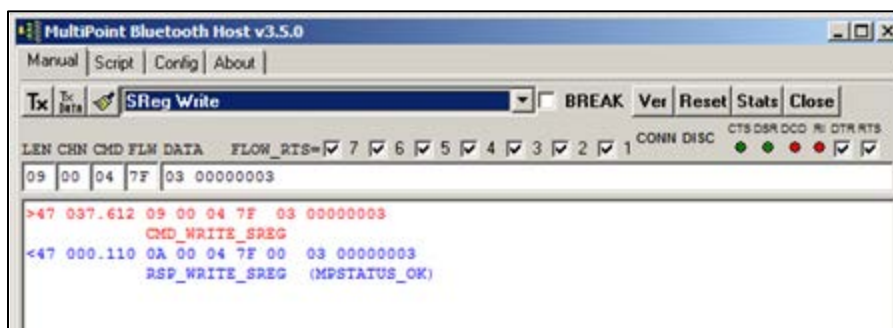 MultiPoint Bluetooth Host v3.5.0
Manual Script Config About
Tx Tx Data SReg Write BREAK Ver Reset Stats Close
CTS DSR DCD RI DTR RTS
LEN CHN CMD FLW DATA FLOW_RTS= 7 6 5 4 3 2 1 CONN DISC
09 00 04 7F 03 00000003
>47 037.612 09 00 04 7F 03 00000003
CMD_WRITE_SREG
<47 000.110 0A 00 04 7F 00 03 00000003
RSP_WRITE_SREG (MPSTATUS_OK)